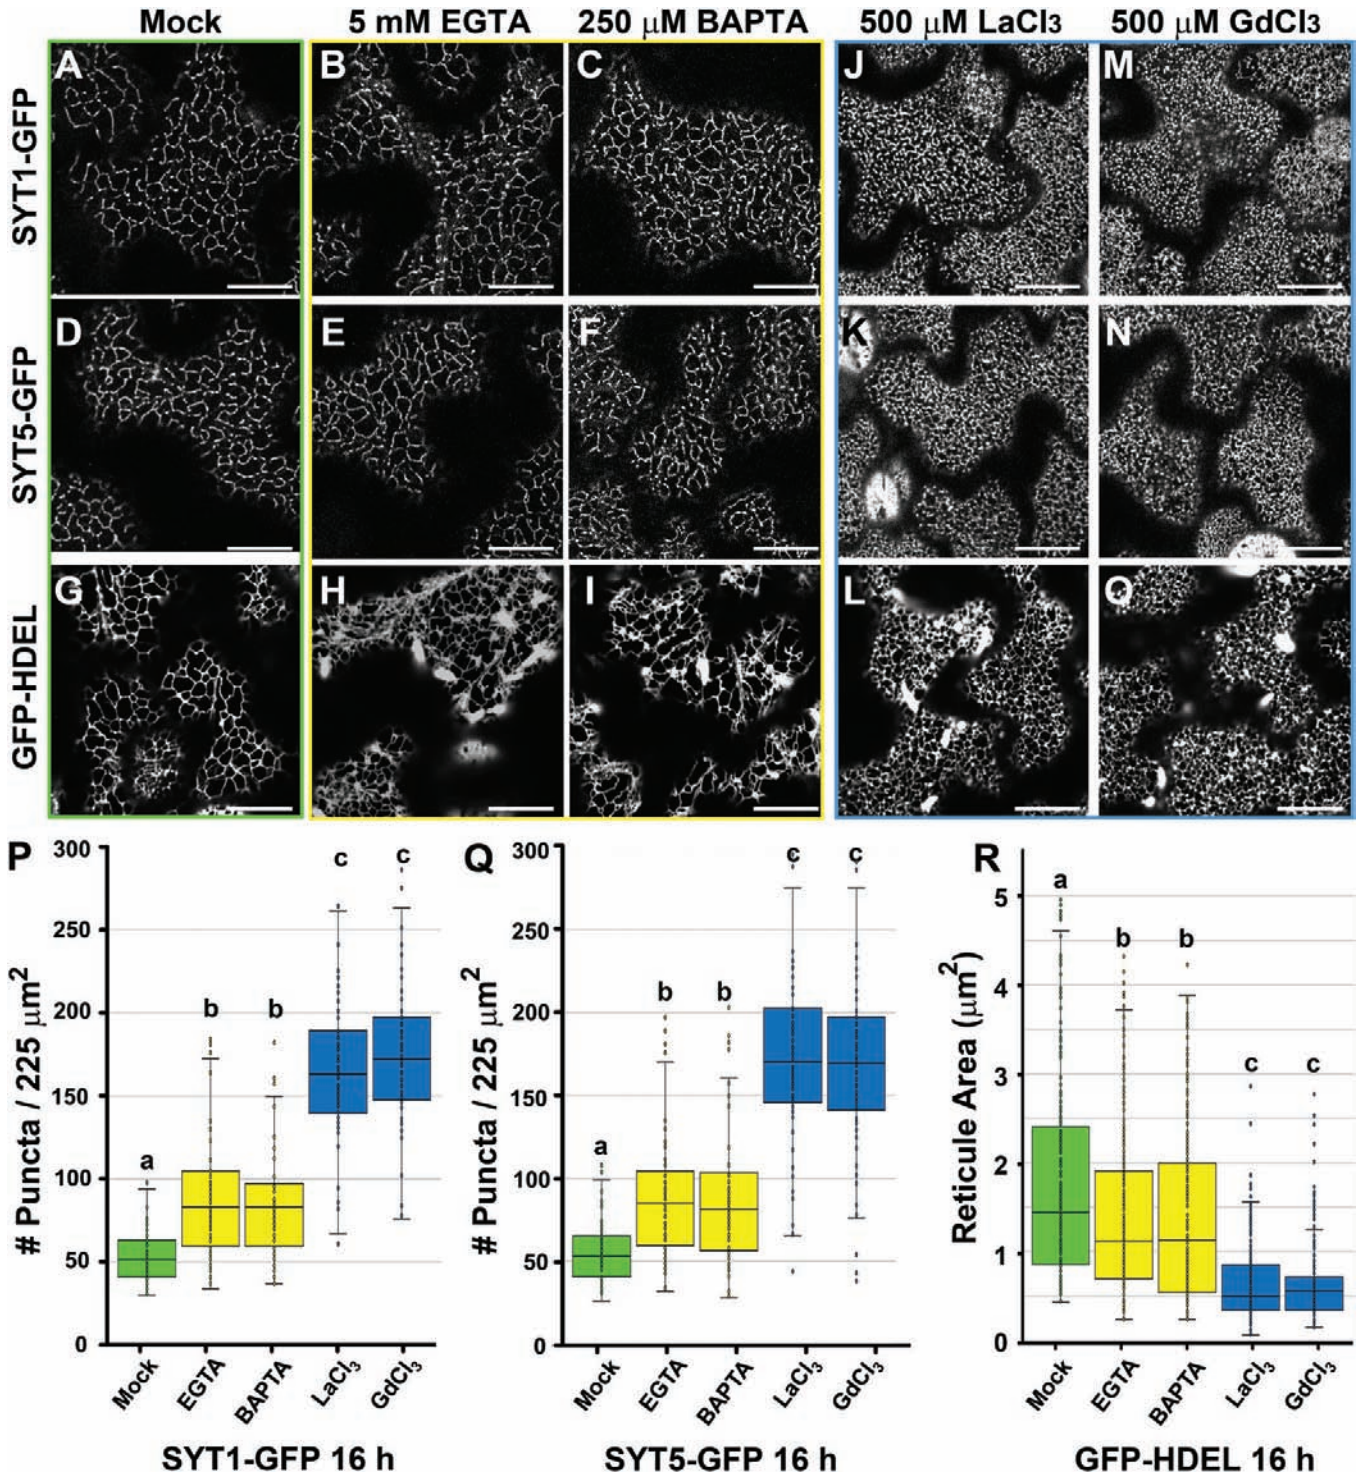 Mock 5 mM EGTA 250 μM BAPTA 500 μM LaCl3 500 μM GdCl3
SYT1-GFP
A B C J M
SYT5-GFP
D E F K N
GFP-HDEL
G H I L O
P
# Puncta / 225 μm2
300
250
200
150
100
50
0
a b b c c
Mock EGTA BAPTA LaCl3 GdCl3
SYT1-GFP 16 h
Q
# Puncta / 225 μm2
300
250
200
150
100
50
0
a b b c c
Mock EGTA BAPTA LaCl3 GdCl3
SYT5-GFP 16 h
R
Reticule Area (μm2)
5
4
3
2
1
0
a b b c c
Mock EGTA BAPTA LaCl3 GdCl3
GFP-HDEL 16 h